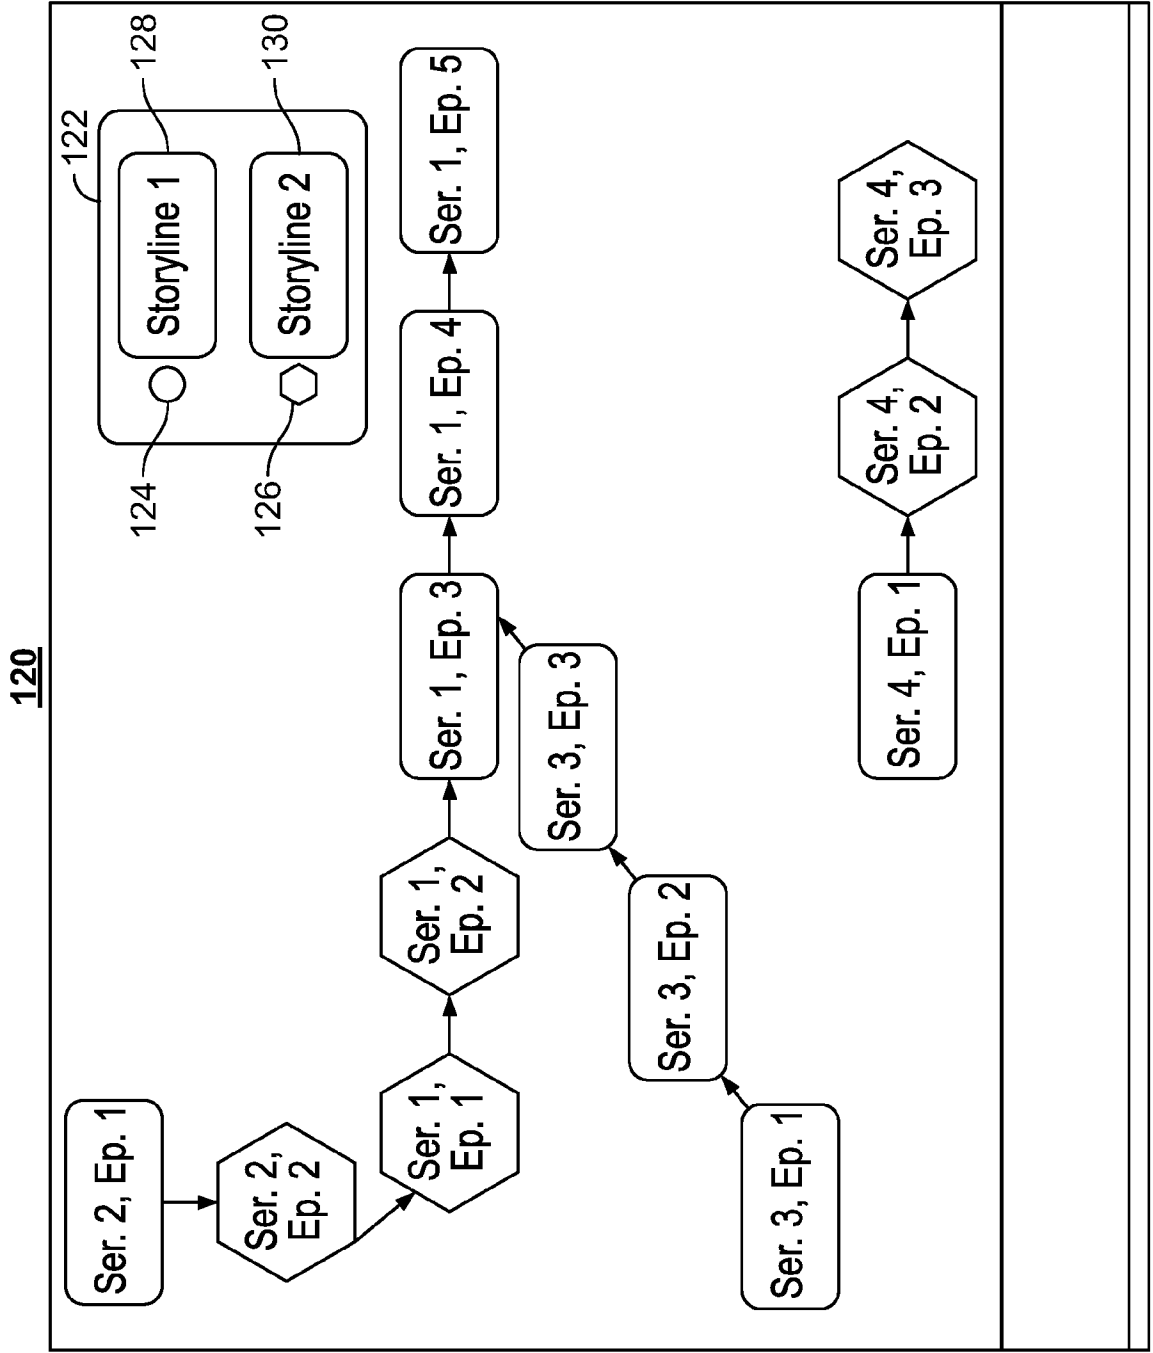 120
122
124
Storyline 1
128
126
Storyline 2
130
Ser. 2, Ep. 1
Ser. 2,
Ep. 2
Ser. 1,
Ep. 1
Ser. 1,
Ep. 2
Ser. 1, Ep. 3
Ser. 1, Ep. 4
Ser. 1, Ep. 5
Ser. 3, Ep. 1
Ser. 3, Ep. 2
Ser. 3, Ep. 3
Ser. 4, Ep. 1
Ser. 4,
Ep. 2
Ser. 4,
Ep. 3